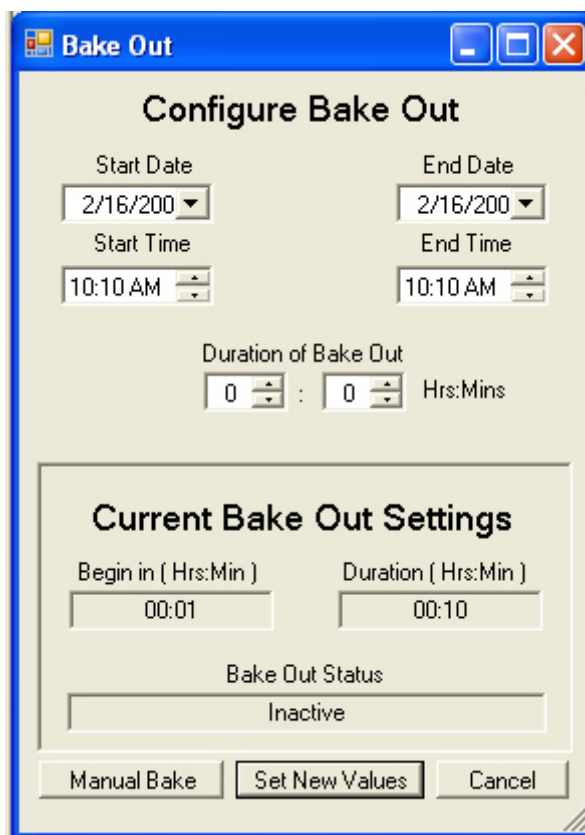 Bake Out
Configure Bake Out
Start Date End Date
2/16/200 2/16/200
Start Time End Time
10:10 AM 10:10 AM
Duration of Bake Out
0 : 0 Hrs:Mins
Current Bake Out Settings
Begin in ( Hrs:Min ) Duration ( Hrs:Min )
00:01 00:10
Bake Out Status
Inactive
Manual Bake Set New Values Cancel